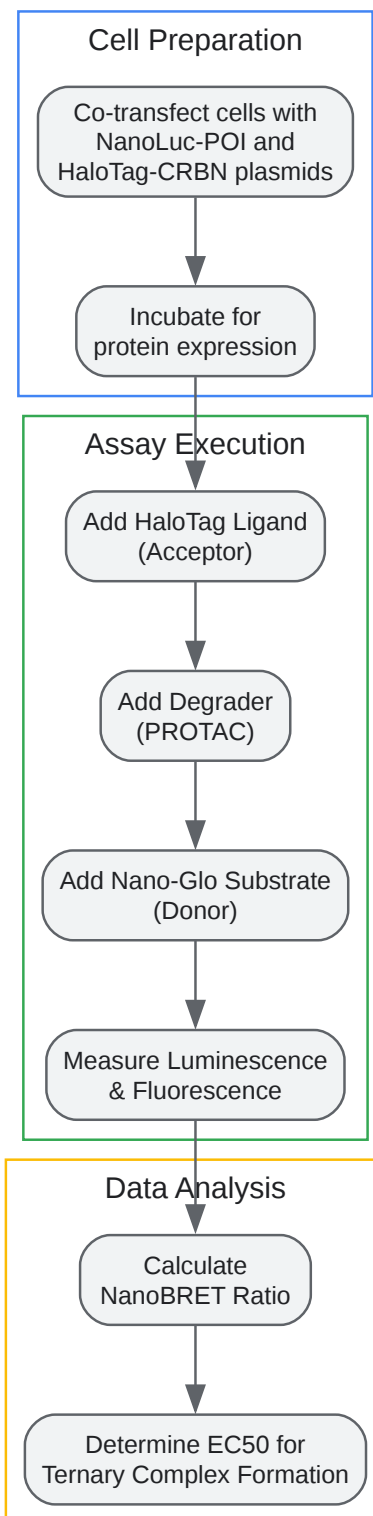 Cell Preparation
Co-transfect cells with
NanoLuc-POI and
HaloTag-CRBN plasmids
Incubate for
protein expression
Assay Execution
Add HaloTag Ligand
(Acceptor)
Add Degrader
(PROTAC)
Add Nano-Glo Substrate
(Donor)
Measure Luminescence
& Fluorescence
Data Analysis
Calculate
NanoBRET Ratio
Determine EC50 for
Ternary Complex Formation